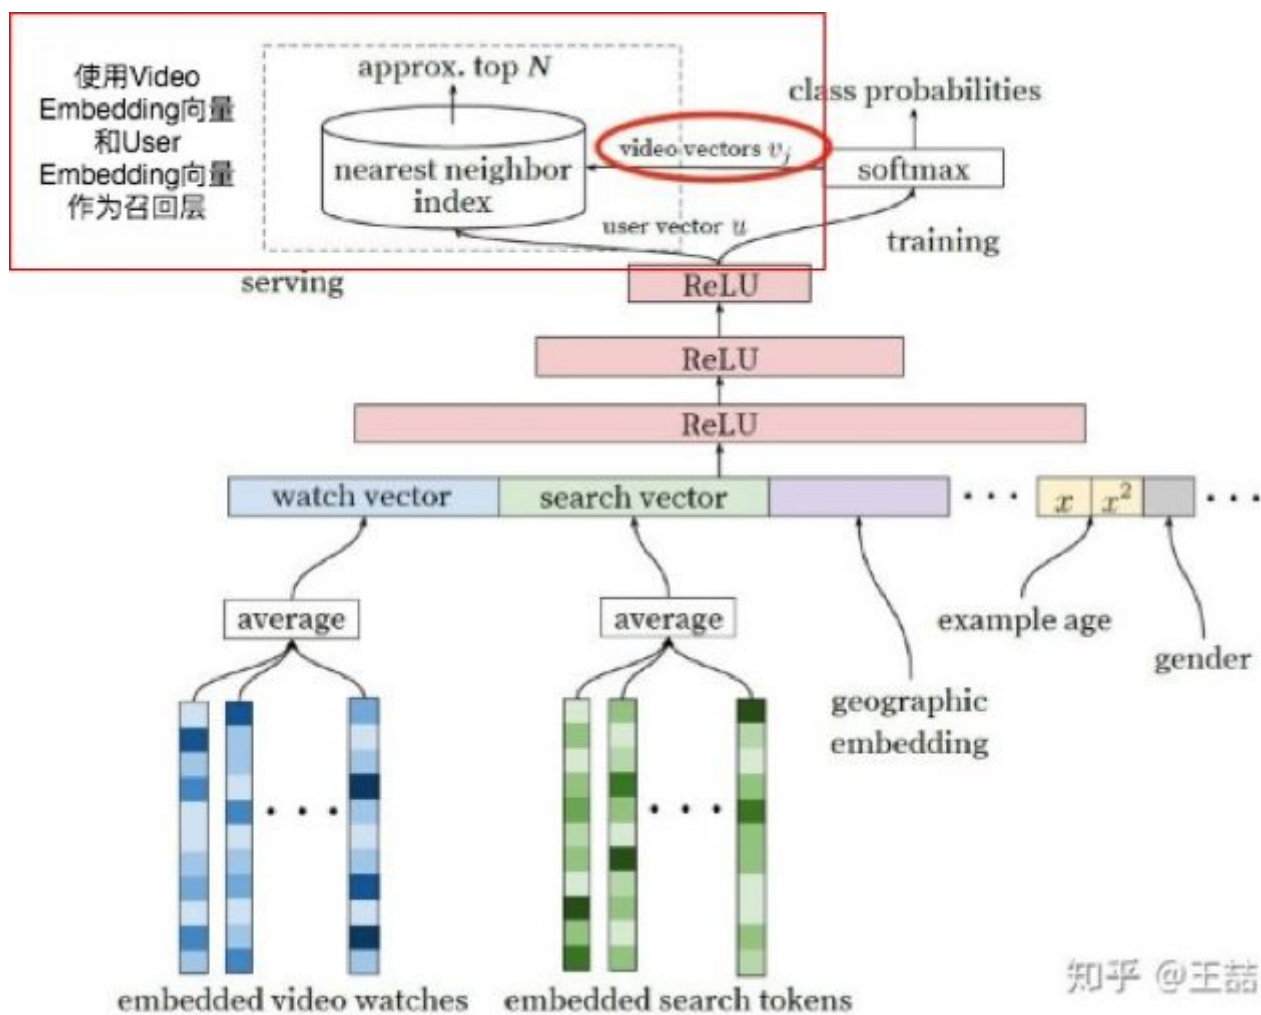 使用Video
Embedding向量
和User
Embedding向量
作为召回层
approx. top N
class probabilities
nearest neighbor
index
video vectors v_j
softmax
user vector u
training
serving
ReLU
ReLU
ReLU
watch vector
search vector
x
x²
average
average
example age
gender
geographic
embedding
embedded video watches
embedded search tokens
知乎 @王喆